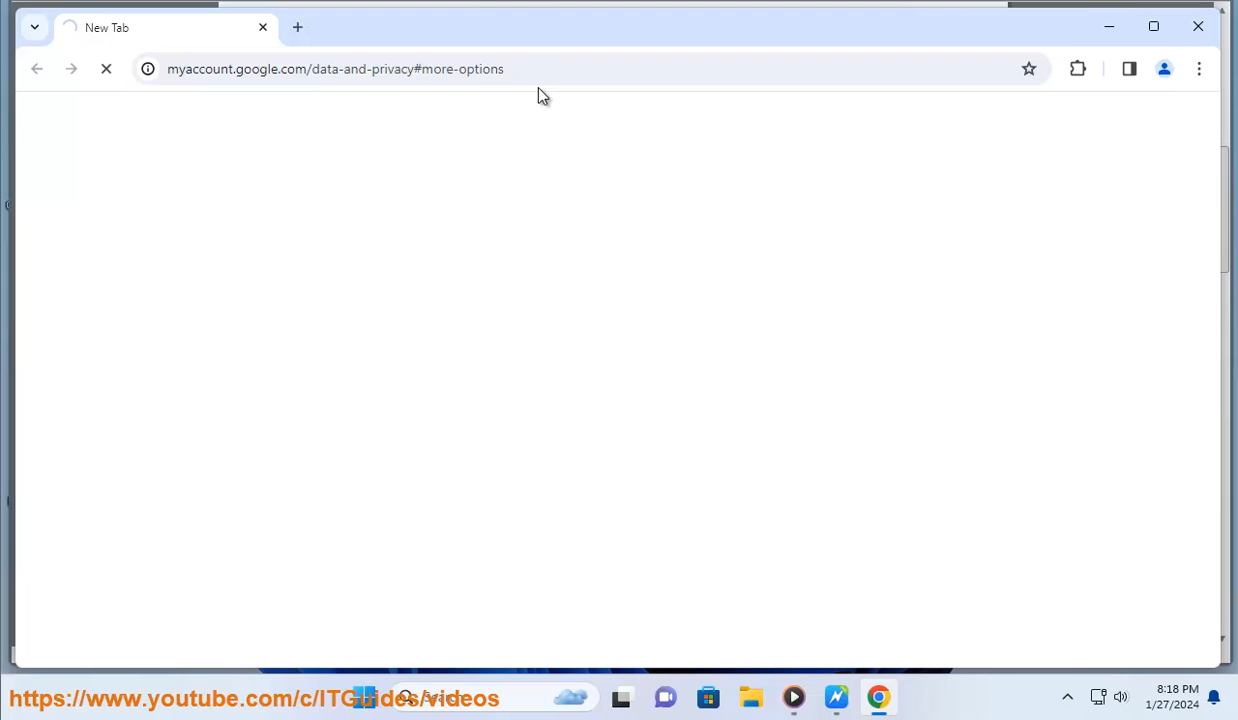 New Tab
myaccount.google.com/data-and-privacy#more-options
https://www.youtube.com/c/ITGuides/videos
8:18 PM
1/27/2024